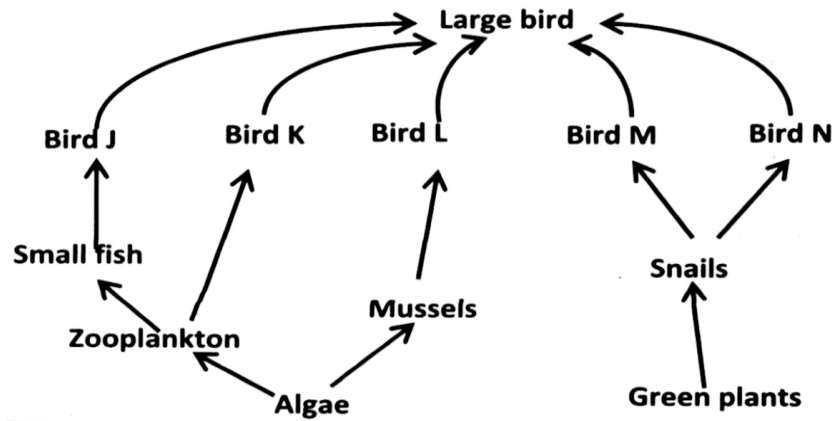 Large bird
Bird J
Bird K
Bird L
Bird M
Bird N
Small fish
Snails
Mussels
Zooplankton
Algae
Green plants